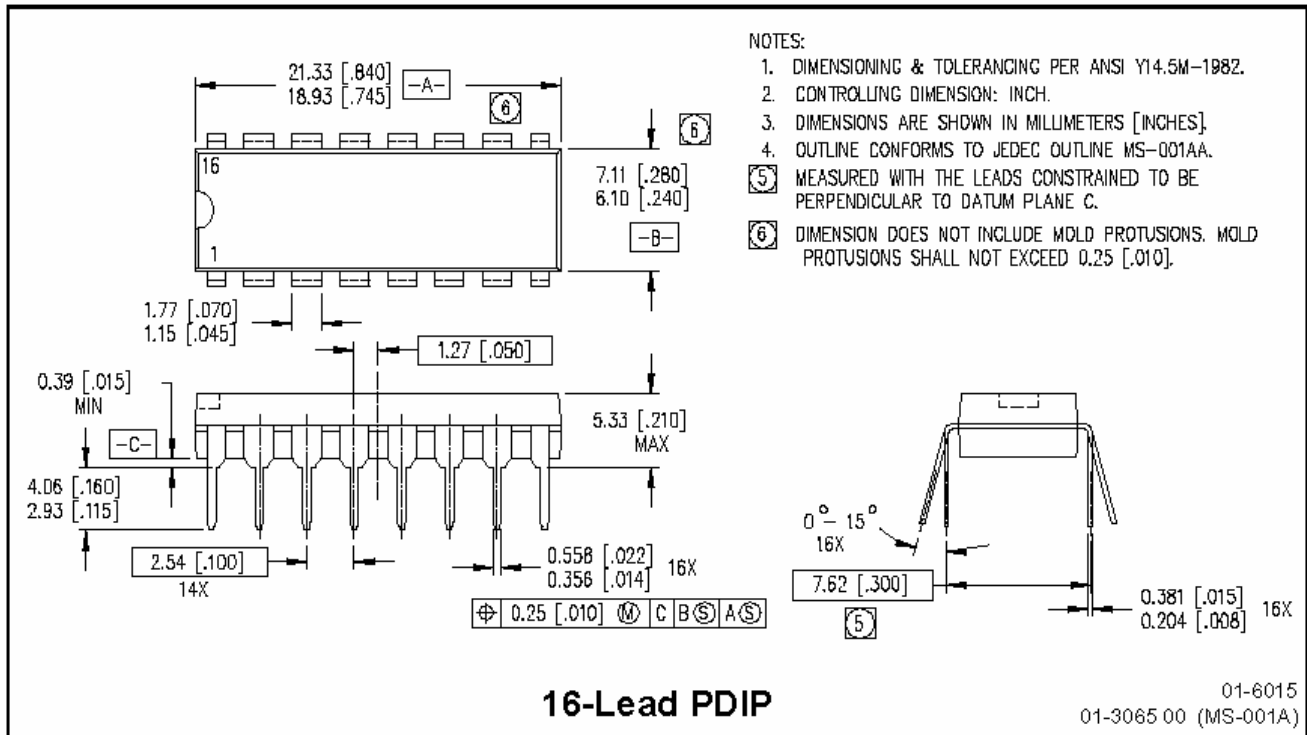 21.33 [.840]
18.93 [.745]
-A-
6
6
16
1
7.11 [.280]
6.10 [.240]
-B-
NOTES:
1. DIMENSIONING & TOLERANCING PER ANSI Y14.5M-1982.
2. CONTROLLING DIMENSION: INCH.
3. DIMENSIONS ARE SHOWN IN MILLIMETERS [INCHES].
4. OUTLINE CONFORMS TO JEDEC OUTLINE MS-001AA.
5 MEASURED WITH THE LEADS CONSTRAINED TO BE
PERPENDICULAR TO DATUM PLANE C.
6 DIMENSION DOES NOT INCLUDE MOLD PROTUSIONS. MOLD
PROTUSIONS SHALL NOT EXCEED 0.25 [.010].
1.77 [.070]
1.15 [.045]
1.27 [.050]
0.39 [.015]
MIN
-C-
5.33 [.210]
MAX
4.06 [.160]
2.93 [.115]
2.54 [.100]
14X
0.558 [.022]
0.356 [.014] 16X
⌖ 0.25 [.010] Ⓜ C B Ⓢ A Ⓢ
0° - 15°
16X
7.62 [.300]
5
0.381 [.015]
0.204 [.008] 16X
16-Lead PDIP
01-6015
01-3065 00 (MS-001A)